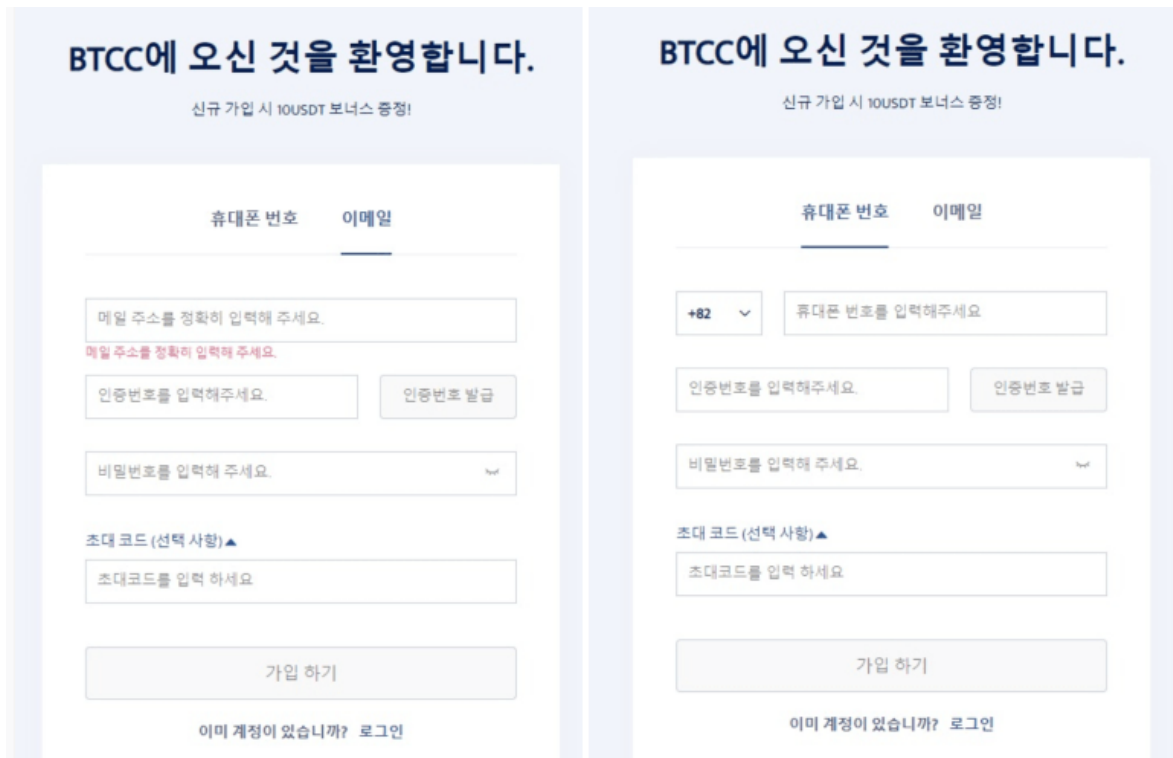 BTCC에 오신 것을 환영합니다.
신규 가입 시 10USDT 보너스 증정!
휴대폰 번호 이메일
메일 주소를 정확히 입력해 주세요.
메일 주소를 정확히 입력해 주세요.
인증번호를 입력해주세요. 인증번호 발급
비밀번호를 입력해 주세요.
초대 코드 (선택 사항)▲
초대코드를 입력 하세요
가입 하기
이미 계정이 있습니까? 로그인
BTCC에 오신 것을 환영합니다.
신규 가입 시 10USDT 보너스 증정!
휴대폰 번호 이메일
+82 휴대폰 번호를 입력해주세요
인증번호를 입력해주세요. 인증번호 발급
비밀번호를 입력해 주세요.
초대 코드 (선택 사항)▲
초대코드를 입력 하세요
가입 하기
이미 계정이 있습니까? 로그인